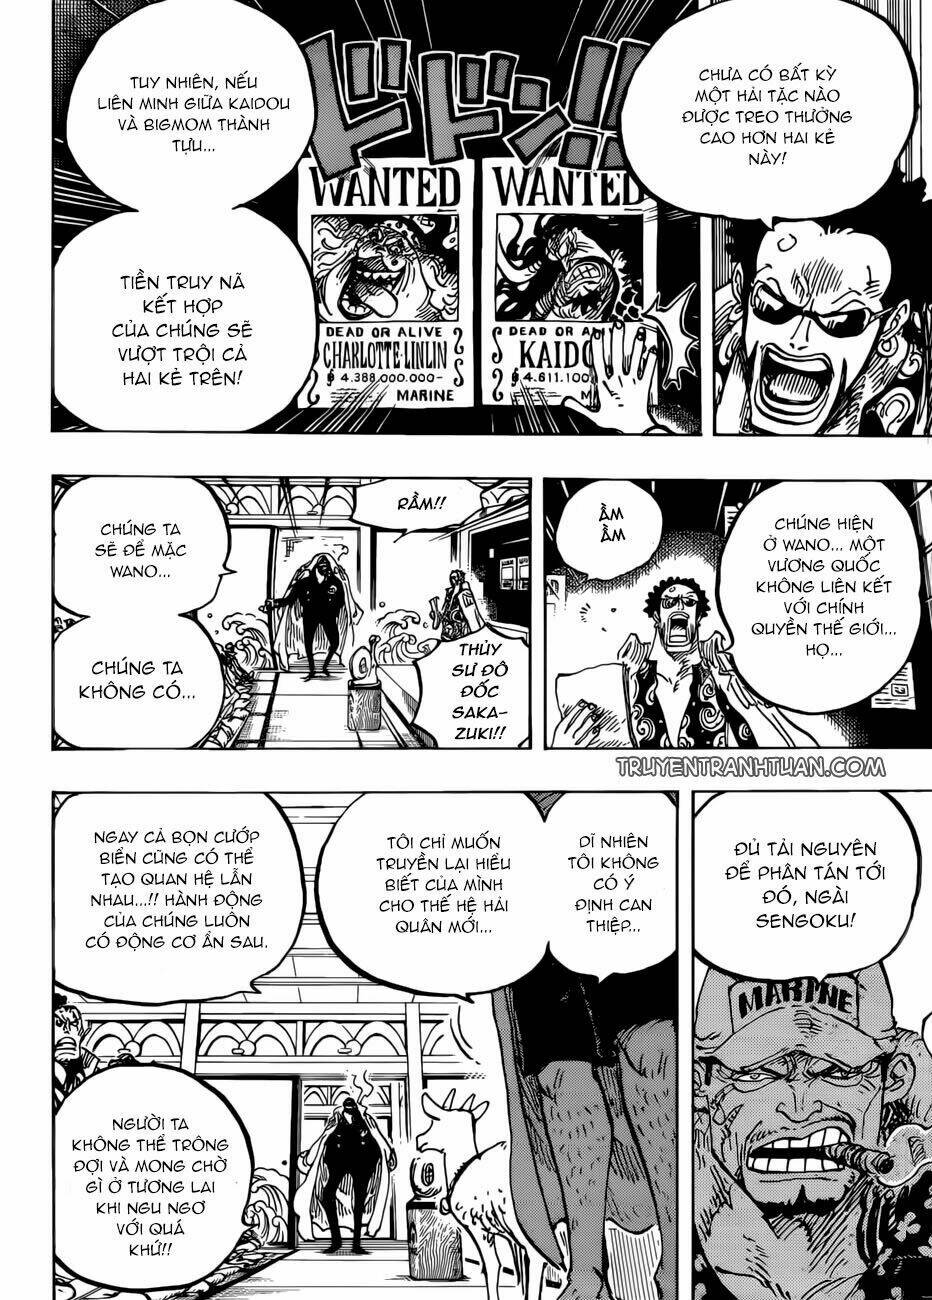 CHƯA CÓ BẤT KỲ
MỘT HẢI TẶC NÀO
ĐƯỢC TREO THƯỞNG
CAO HƠN HAI KẺ
NÀY!
ドドン!!
TUY NHIÊN, NẾU
LIÊN MINH GIỮA KAIDOU
VÀ BIGMOM THÀNH
TỰU...
TIỀN TRUY NÃ
KẾT HỢP
CỦA CHÚNG SẼ
VƯỢT TRỘI CẢ
HAI KẺ TRÊN!
WANTED
DEAD OR ALIVE
CHARLOTTE·LINLIN
4.388.000.000-
MARINE
WANTED
DEAD OR AL
KAIDO
4.611.100
M
CHÚNG HIỆN
Ở WANO... MỘT
VƯƠNG QUỐC
KHÔNG LIÊN KẾT
VỚI CHÍNH
QUYỀN THẾ GIỚI...
HỌ...
ẦM
ẦM
RẦM!!
THỦY
SƯ ĐÔ
ĐỐC
SAKA-
ZUKI!!
CHÚNG TA
SẼ ĐỂ MẶC
WANO...
CHÚNG TA
KHÔNG CÓ...
TRUYENTRANHTUAN.COM
ĐỦ TÀI NGUYÊN
ĐỂ PHÂN TÁN TỚI
ĐÓ, NGÀI
SENGOKU!
MARINE
DĨ NHIÊN
TÔI KHÔNG
CÓ Ý
ĐỊNH CAN
THIỆP...
TÔI CHỈ MUỐN
TRUYỀN LẠI HIỂU
BIẾT CỦA MÌNH
CHO THẾ HỆ HẢI
QUÂN MỚI...
NGAY CẢ BỌN CƯỚP
BIỂN CŨNG CÓ THỂ
TẠO QUAN HỆ LẪN
NHAU...!! HÀNH ĐỘNG
CỦA CHÚNG LUÔN
CÓ ĐỘNG CƠ ẨN SAU.
NGƯỜI TA
KHÔNG THỂ TRÔNG
ĐỢI VÀ MONG CHỜ
GÌ Ở TƯƠNG LAI
KHI NGU NGƠ
VỚI QUÁ
KHỨ!!